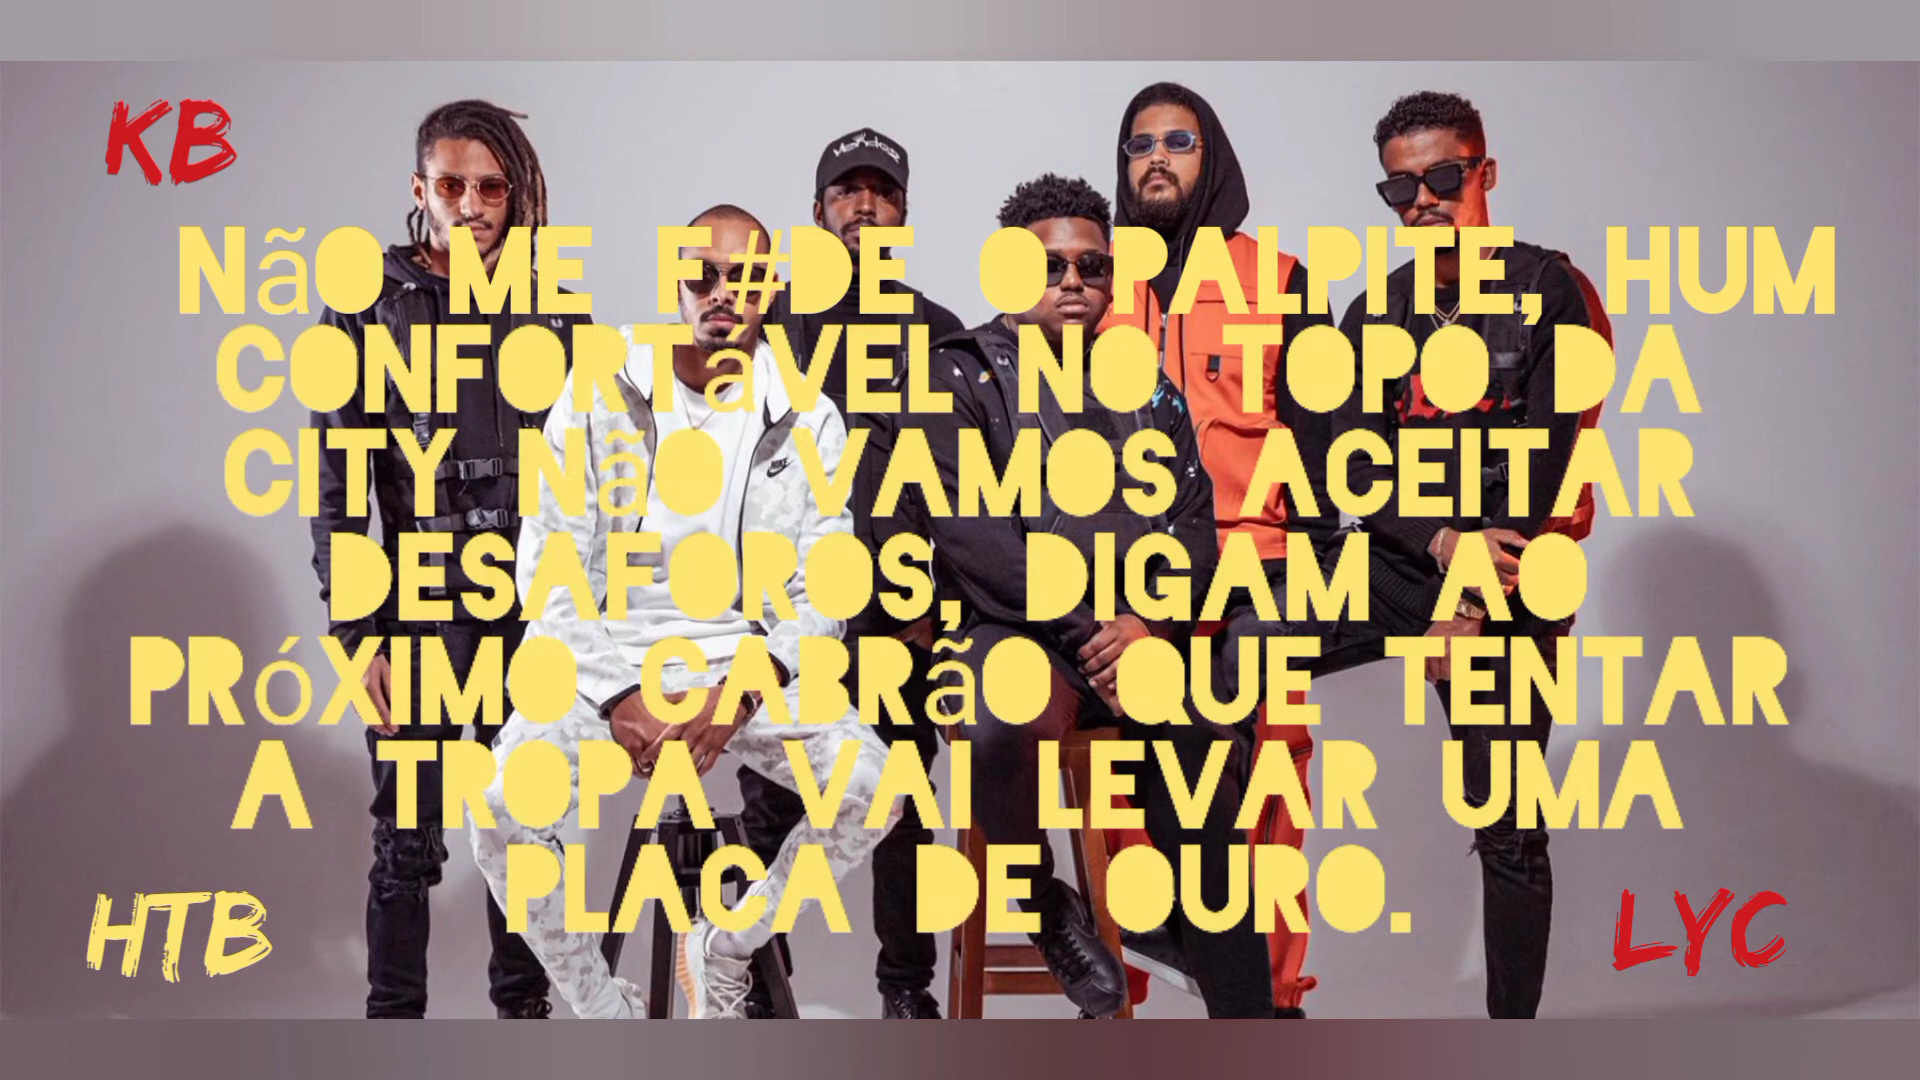 KB
NãO ME F#DE O PALPITE, HUM
CONFORTáVEL NO TOPO DA
CITY NãO VAMOS ACEITAR
DESAFOROS, DIGAM AO
PRóXIMO CABRãO QUE TENTAR
A TROPA VAI LEVAR UMA
PLACA DE OURO.
HTB
LYC